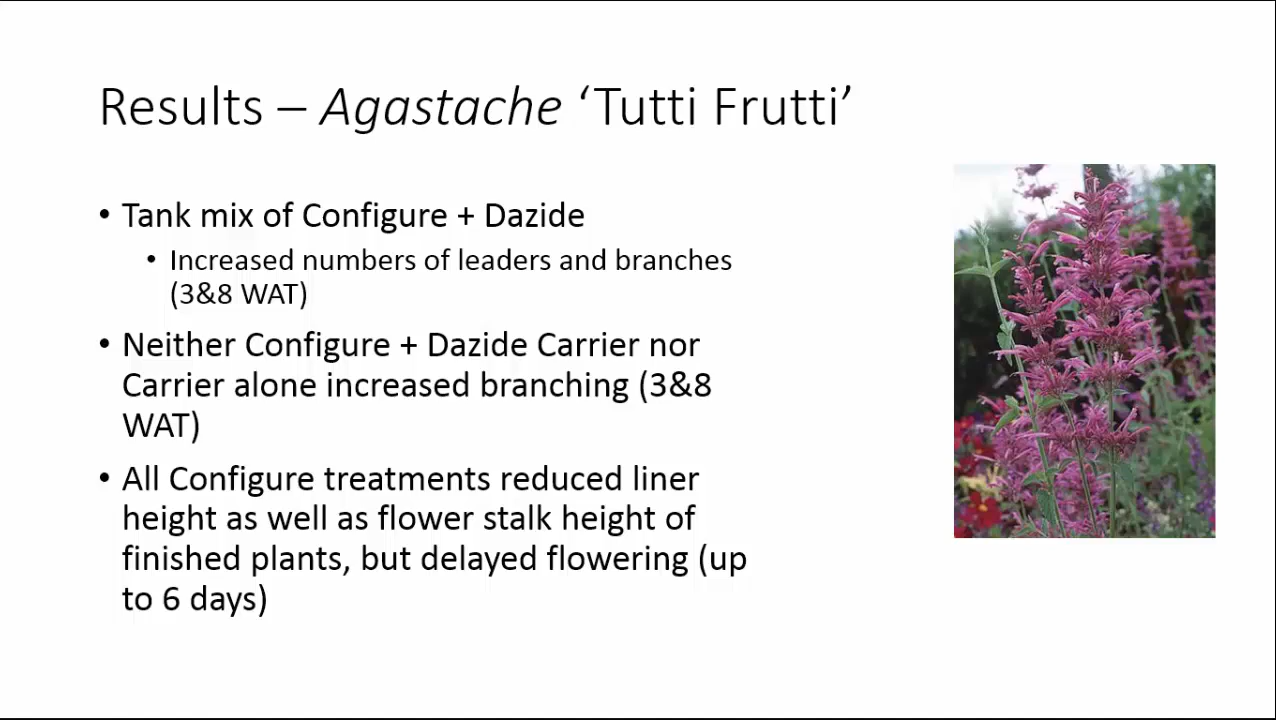 Results – Agastache ‘Tutti Frutti’
• Tank mix of Configure + Dazide
• Increased numbers of leaders and branches
(3&8 WAT)
• Neither Configure + Dazide Carrier nor
Carrier alone increased branching (3&8
WAT)
• All Configure treatments reduced liner
height as well as flower stalk height of
finished plants, but delayed flowering (up
to 6 days)